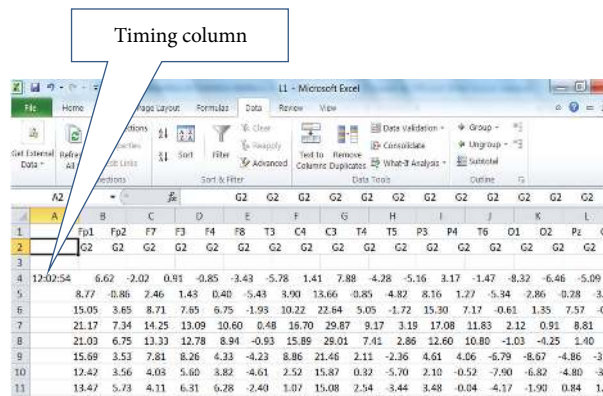 Timing column
L1 - Microsoft Excel
File Home Page Layout Formulas Data Review View
Get External Data
Refresh All
Sort
Filter
Clear
Reapply
Advanced
Text to Columns
Remove Duplicates
Data Validation
Consolidate
What-If Analysis
Group
Ungroup
Subtotal
Sort & Filter
Data Tools
Outline
A2 fx G2 G2 G2 G2 G2 G2 G2 G2 G2 G2 G2 G2
A B C D E F G H I J K L
1 Fp1 Fp2 F7 F3 F4 F8 T3 C4 C3 T4 T5 P3 P4 T6 O1 O2 Pz
2 G2 G2 G2 G2 G2 G2 G2 G2 G2 G2 G2 G2 G2 G2 G2 G2 G2
3
4 12:02:54 6.62 -2.02 0.91 -0.85 -3.43 -5.78 1.41 7.88 -4.28 -5.16 3.17 -1.47 -8.32 -6.46 -5.09
5 8.77 -0.86 2.46 1.43 0.40 -5.43 3.90 13.66 -0.85 -4.82 8.16 1.27 -5.34 -2.86 -0.28
6 15.05 3.65 8.71 7.65 6.75 -1.93 10.22 22.64 5.05 -1.72 15.30 7.17 -0.61 1.35 7.57
7 21.17 7.34 14.25 13.09 10.60 0.48 16.70 29.87 9.17 3.19 17.08 11.83 2.12 0.91 8.81
8 21.03 6.75 13.33 12.78 8.94 -0.93 15.89 29.01 7.41 2.86 12.60 10.80 -1.03 -4.25 1.40
9 15.69 3.53 7.81 8.26 4.33 -4.23 8.86 21.46 2.11 -2.36 4.61 4.06 -6.79 -8.67 -4.86
10 12.42 3.56 4.03 5.60 3.82 -4.61 2.52 15.87 0.32 -5.70 2.10 -0.52 -7.90 -6.82 -4.80
11 13.47 5.73 4.11 6.31 6.28 -2.40 1.07 15.08 2.54 -3.44 3.48 -0.04 -4.17 -1.90 0.84